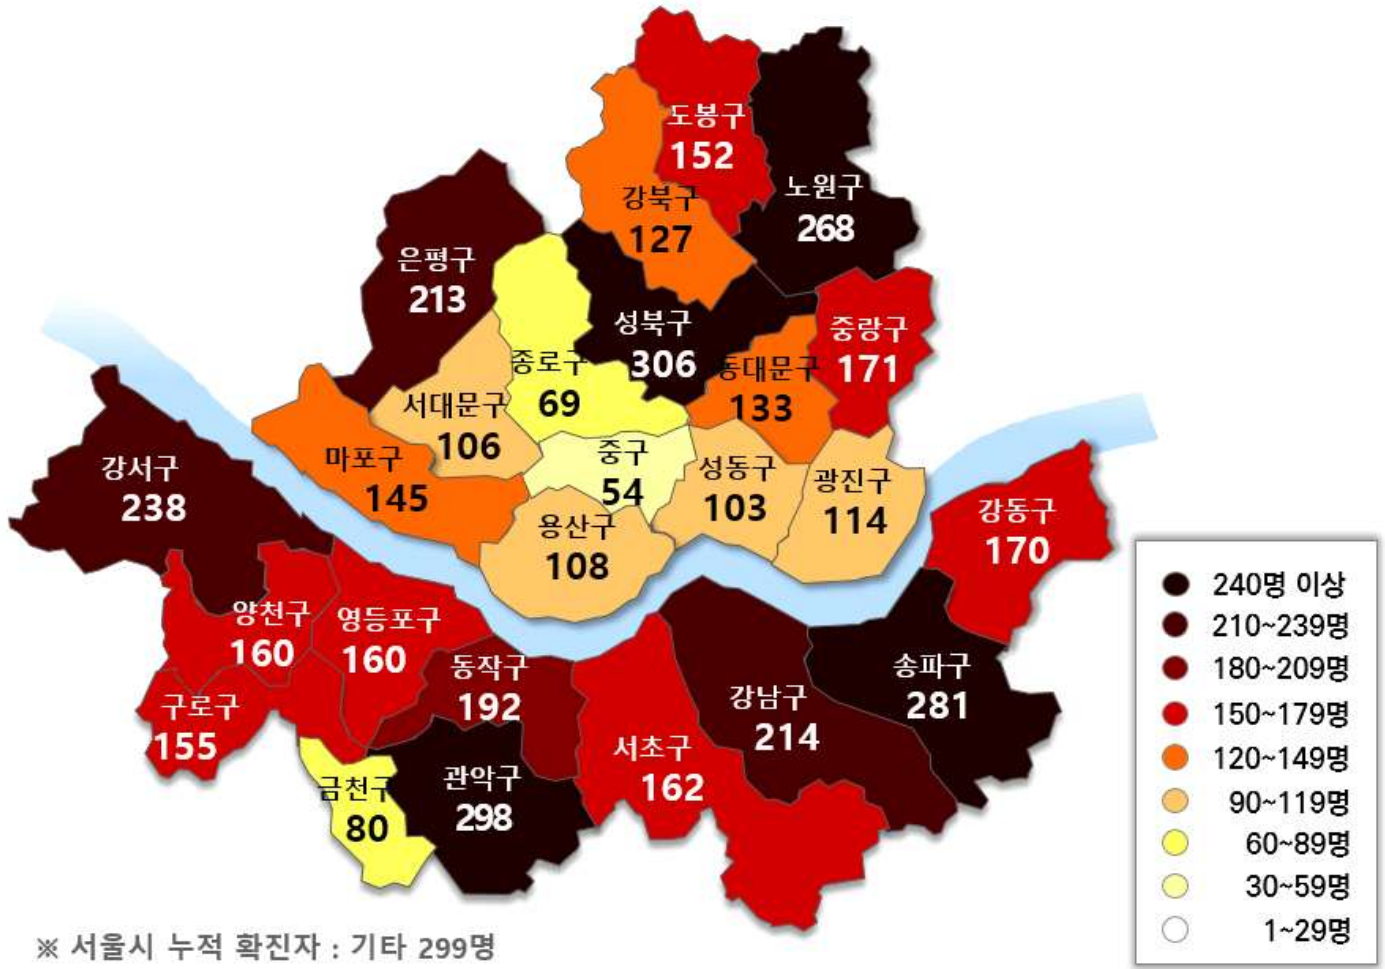 도봉구
152
노원구
268
강북구
127
은평구
213
성북구
306
중랑구
171
종로구
69
동대문구
133
서대문구
106
마포구
145
중구
54
성동구
103
광진구
114
강서구
238
용산구
108
강동구
170
양천구
160
영등포구
160
동작구
192
구로구
155
서초구
162
강남구
214
송파구
281
금천구
80
관악구
298
240명 이상
210~239명
180~209명
150~179명
120~149명
90~119명
60~89명
30~59명
1~29명
※ 서울시 누적 확진자 : 기타 299명